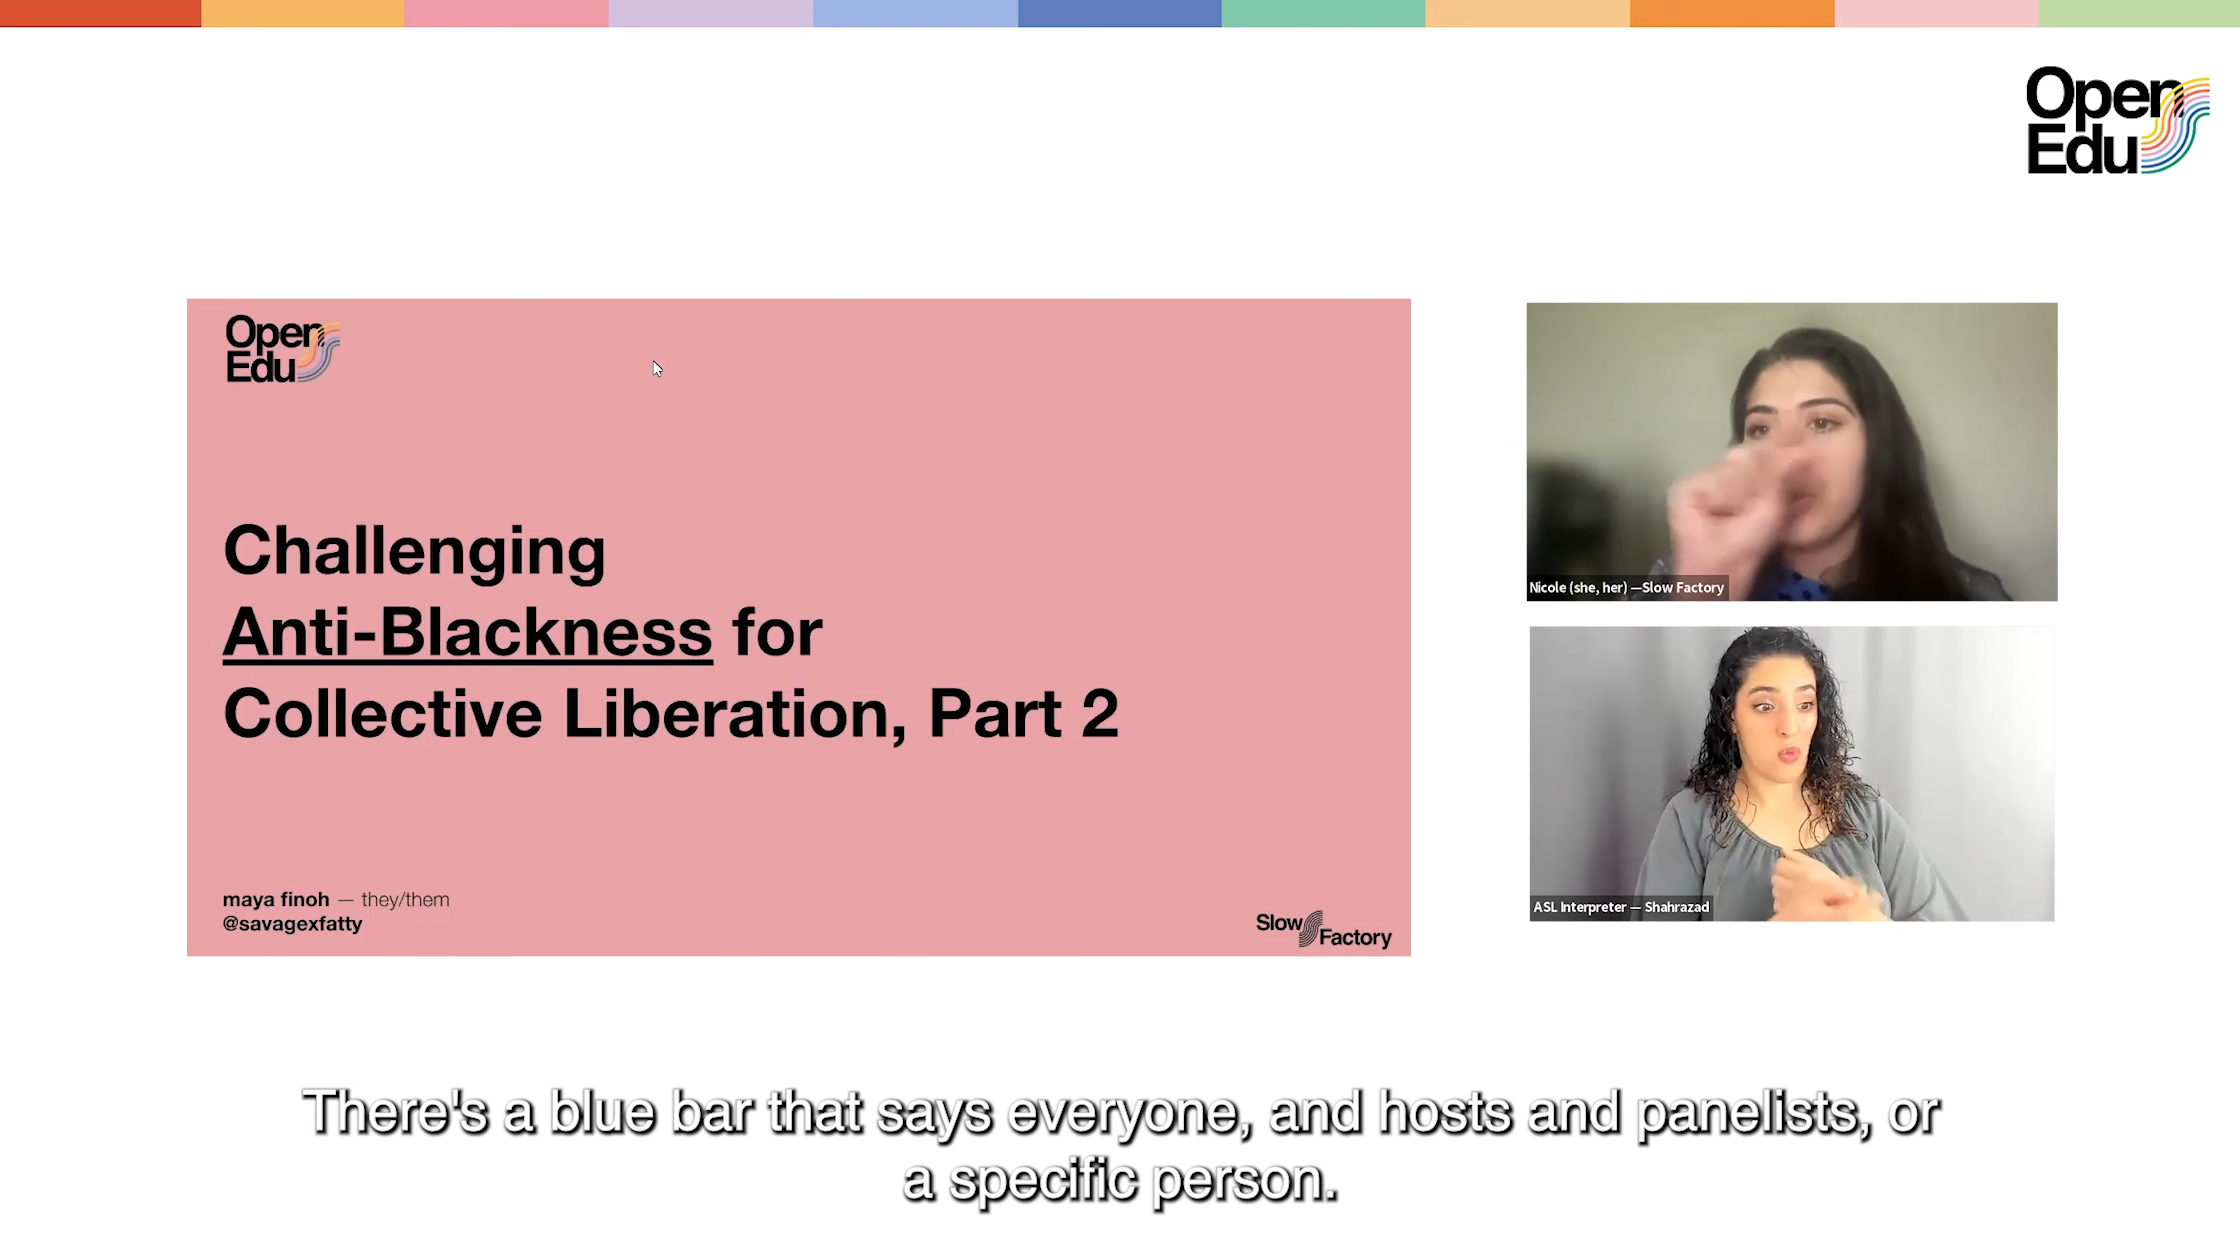 Open
Edu
Open
Edu
Challenging
Anti-Blackness for
Collective Liberation, Part 2
maya finoh — they/them
@savagexfatty
Slow
Factory
Nicole (she, her) —Slow Factory
ASL Interpreter — Shahrazad
There's a blue bar that says everyone, and hosts and panelists, or
a specific person.